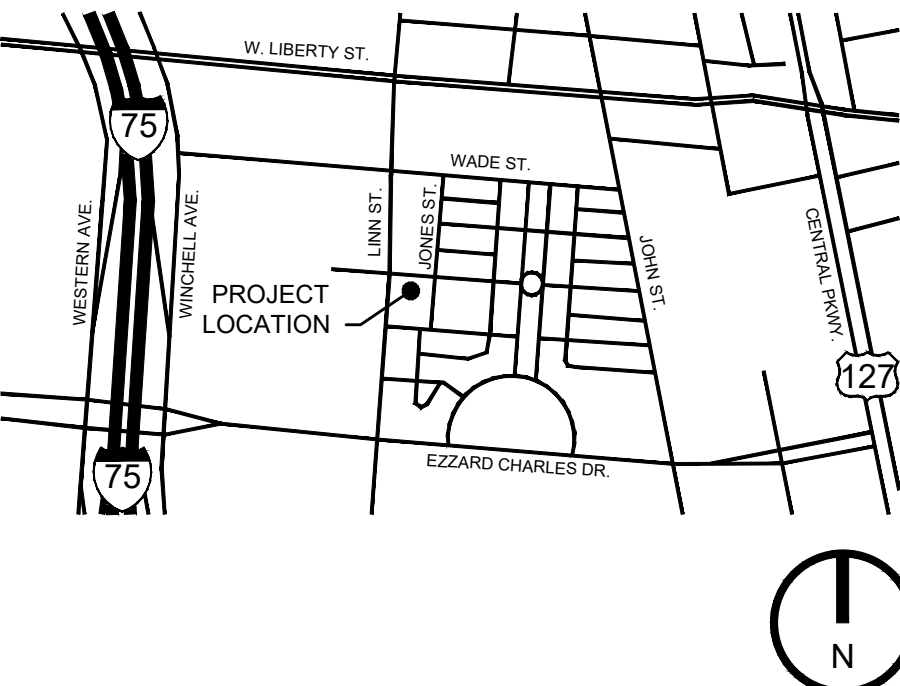 W. LIBERTY ST.
75
WADE ST.
WESTERN AVE.
WINCHELL AVE.
LINN ST.
JONES ST.
JOHN ST.
CENTRAL PKWY.
PROJECT
LOCATION
127
75
EZZARD CHARLES DR.
N